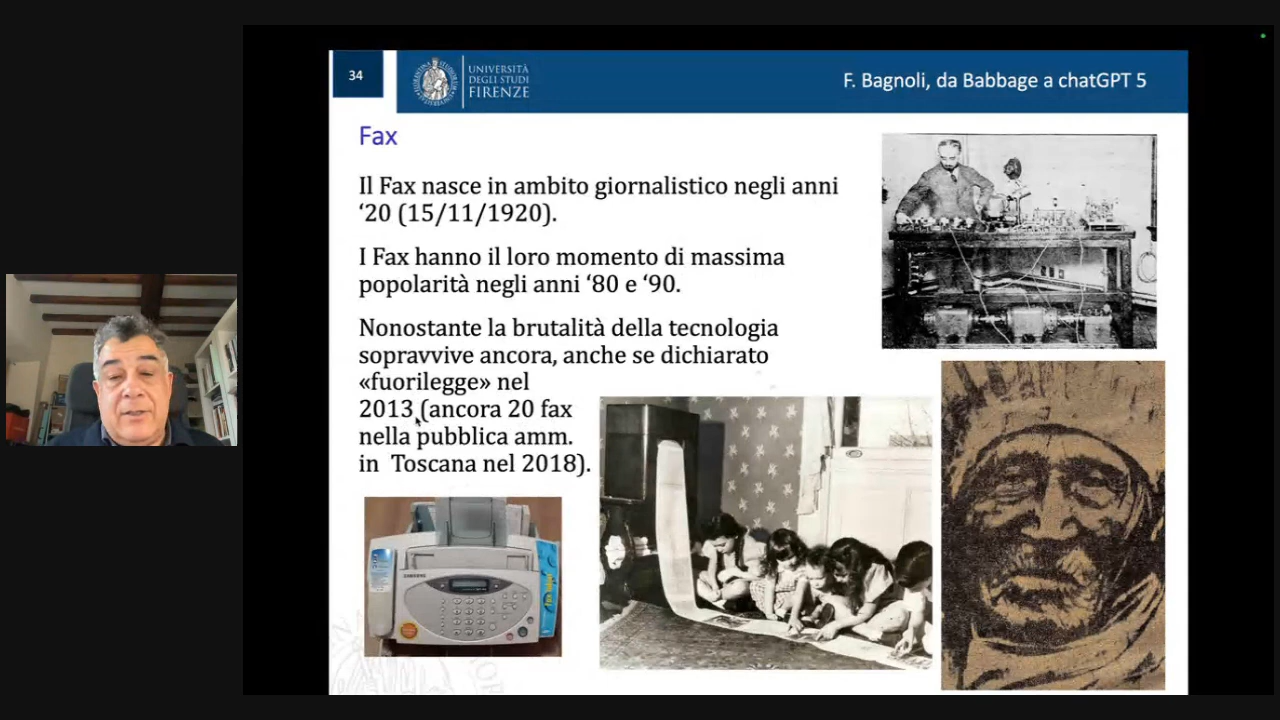 34
UNIVERSITÀ
DEGLI STUDI
FIRENZE
F. Bagnoli, da Babbage a chatGPT 5
Fax
Il Fax nasce in ambito giornalistico negli anni
‘20 (15/11/1920).
I Fax hanno il loro momento di massima
popolarità negli anni ‘80 e ‘90.
Nonostante la brutalità della tecnologia
sopravvive ancora, anche se dichiarato
«fuorilegge» nel
2013 (ancora 20 fax
nella pubblica amm.
in Toscana nel 2018).
SAMSUNG